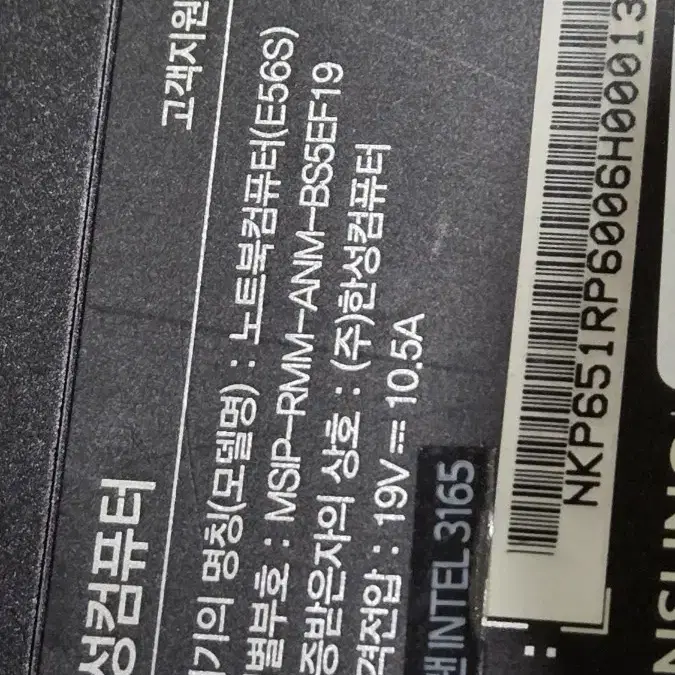 성컴퓨터
고객지원
기의 명칭(모델명) : 노트북컴퓨터(E56S)
별부호 : MSIP-RMM-ANM-BS5EF19
증받은자의 상호 : (주)한성컴퓨터
격전압 : 19V⎓ 10.5A
INTEL 3165
NKP651RP6006H00013